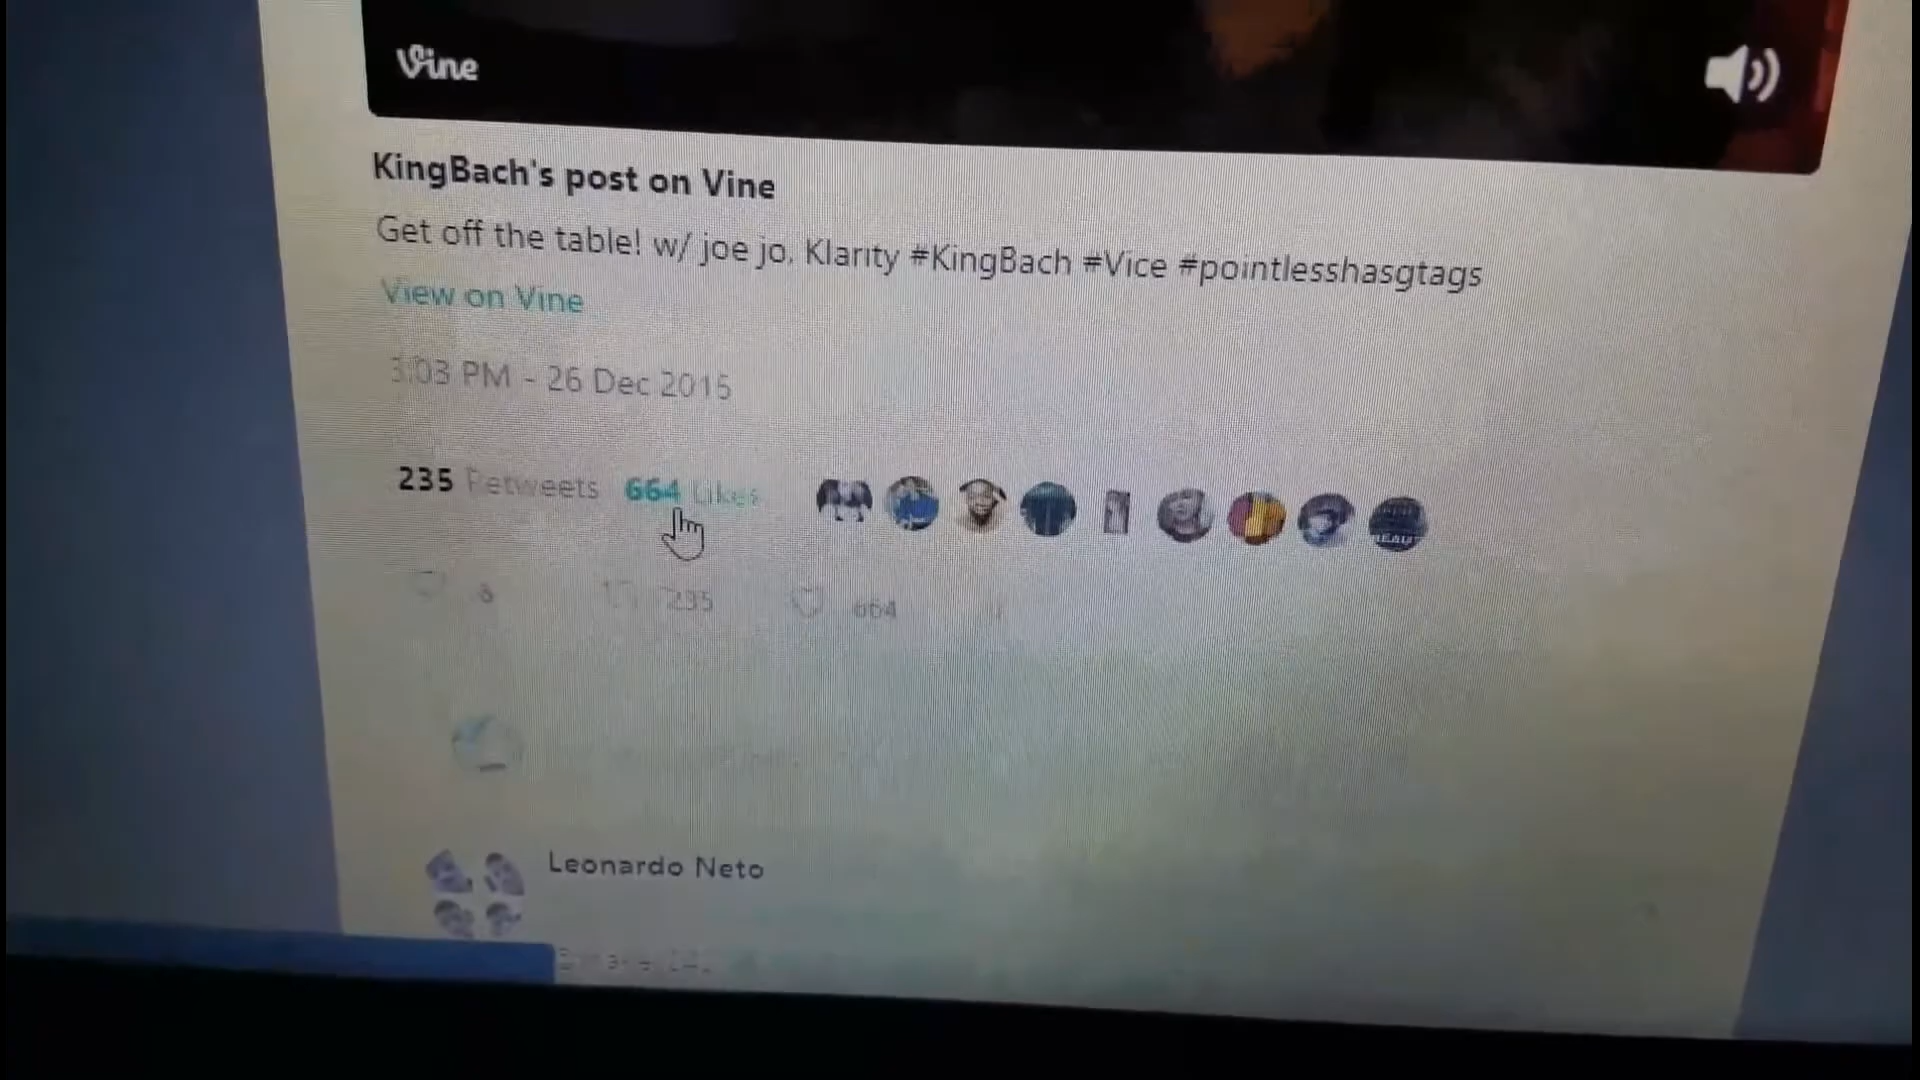 Vine
KingBach's post on Vine
Get off the table! w/ joe jo, Klarity #KingBach #Vice #pointlesshasgtags
View on Vine
3:03 PM - 26 Dec 2015
235 Retweets 664 Likes
235 664
Leonardo Neto